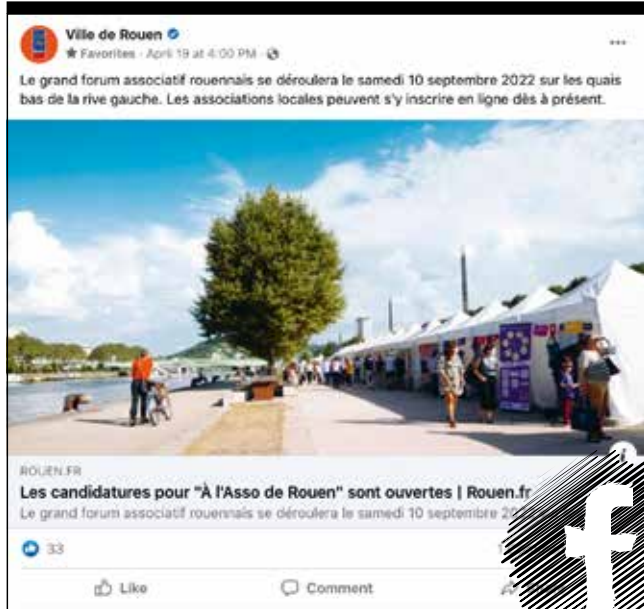 Ville de Rouen
Favorites · April 19 at 4:00 PM ·
Le grand forum associatif rouennais se déroulera le samedi 10 septembre 2022 sur les quais
bas de la rive gauche. Les associations locales peuvent s'y inscrire en ligne dès à présent.
ROUEN.FR
Les candidatures pour "À l'Asso de Rouen" sont ouvertes | Rouen.fr
Le grand forum associatif rouennais se déroulera le samedi 10 septembre
33
Like
Comment
f